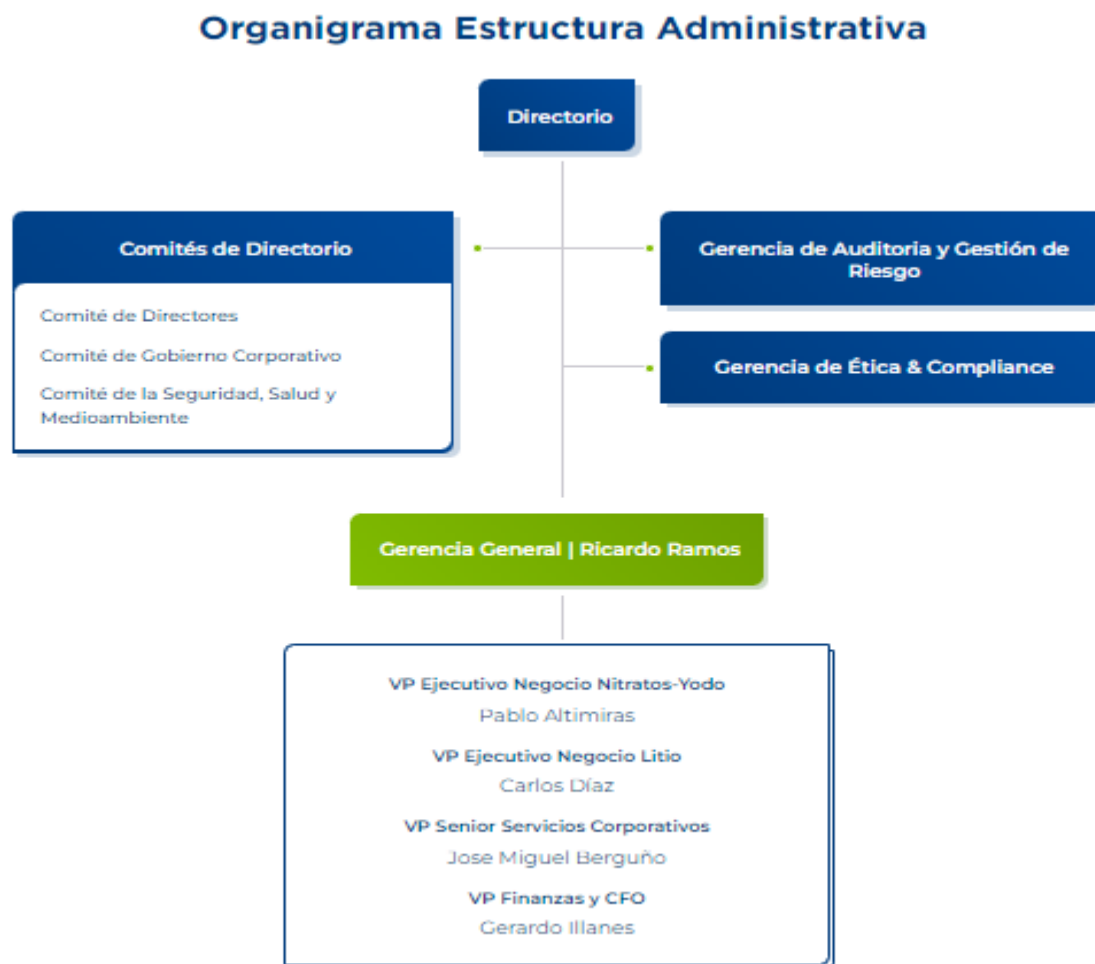 Organigrama Estructura Administrativa
Directorio
Comités de Directorio
Comité de Directores
Comité de Gobierno Corporativo
Comité de la Seguridad, Salud y
Medioambiente
Gerencia de Auditoria y Gestión de
Riesgo
Gerencia de Ética & Compliance
Gerencia General | Ricardo Ramos
VP Ejecutivo Negocio Nitratos-Yodo
Pablo Altimiras
VP Ejecutivo Negocio Litio
Carlos Díaz
VP Senior Servicios Corporativos
Jose Miguel Berguño
VP Finanzas y CFO
Gerardo Illanes